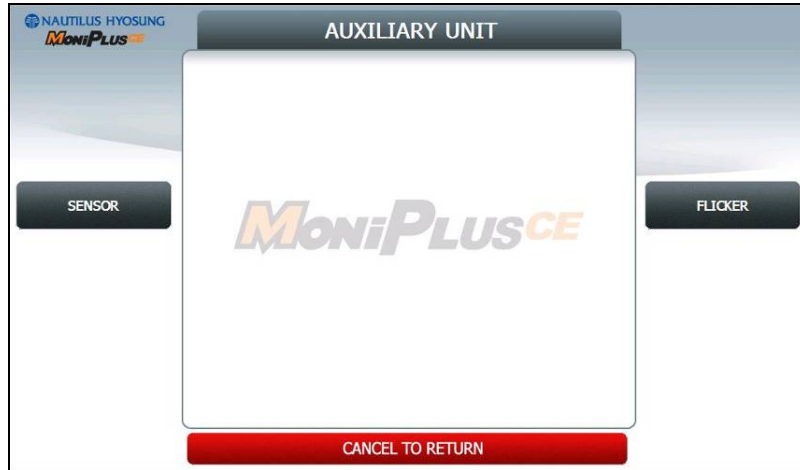 NAUTILUS HYOSUNG
MONIPLUSCE
AUXILIARY UNIT
SENSOR
MONIPLUSCE
FLICKER
CANCEL TO RETURN